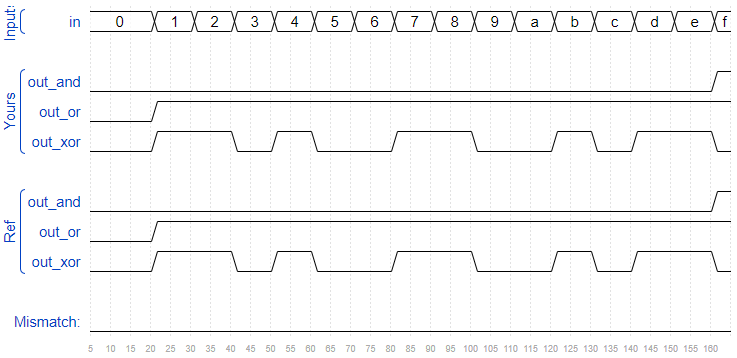 Inputs
in 0 1 2 3 4 5 6 7 8 9 a b c d e f
Yours
out_and
out_or
out_xor
Ref
out_and
out_or
out_xor
Mismatch:
5 10 15 20 25 30 35 40 45 50 55 60 65 70 75 80 85 90 95 100 105 110 115 120 125 130 135 140 145 150 155 160